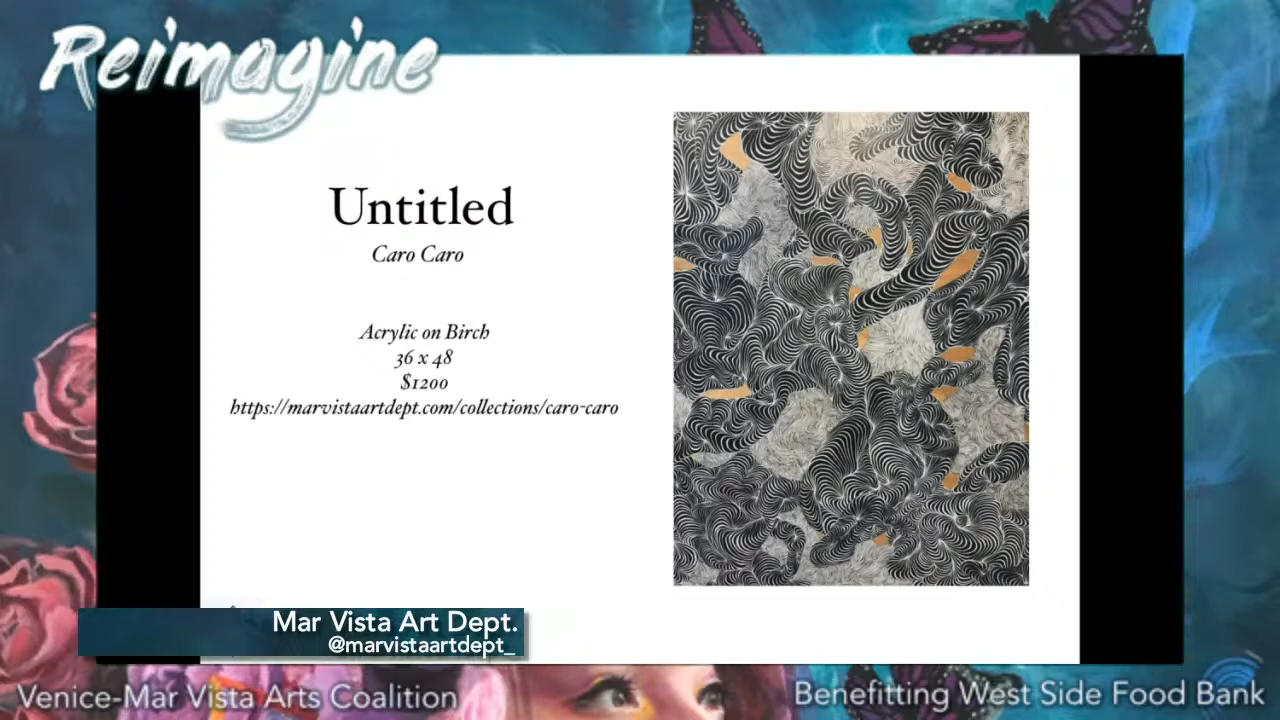 Reimagine
Untitled
Caro Caro
Acrylic on Birch
36 x 48
$1200
https://marvistaartdept.com/collections/caro-caro
Mar Vista Art Dept.
@marvistaartdept_
Venice-Mar Vista Arts Coalition
Benefitting West Side Food Bank